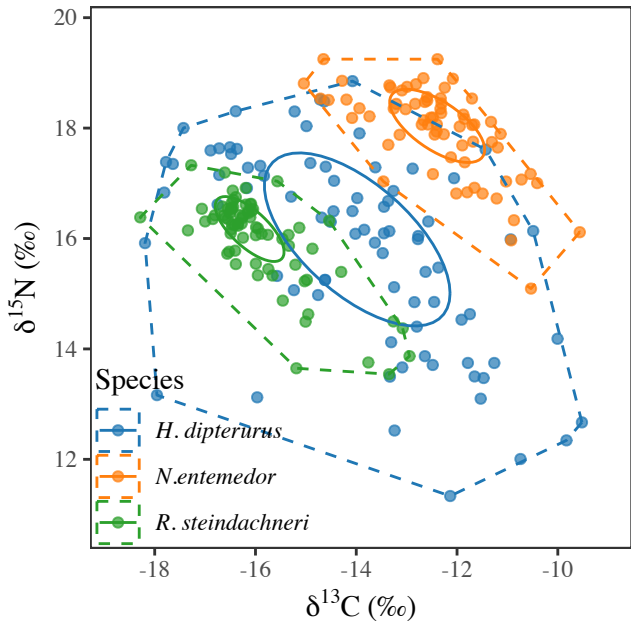 20
18
16
14
12
δ15N (‰)
Species
H. dipterurus
N.entemedor
R. steindachneri
-18 -16 -14 -12 -10
δ13C (‰)